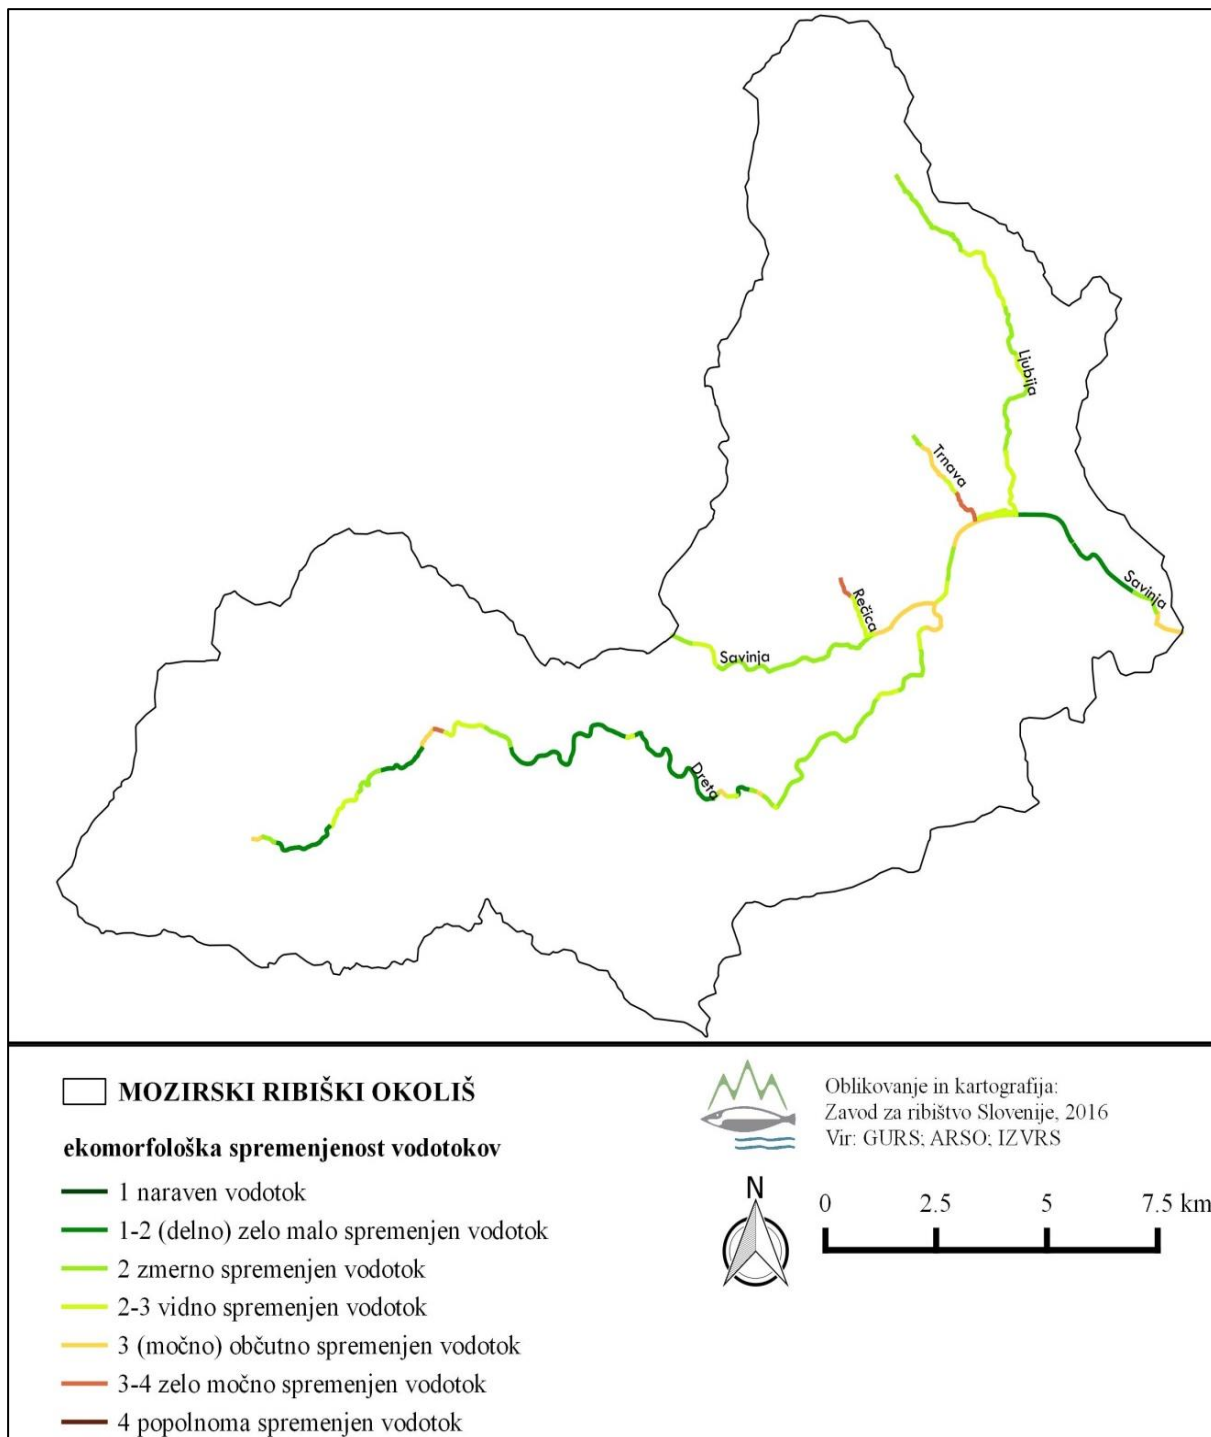 Ljubija
Trnava
Savinja
Rečica
Savinja
Dreta
MOZIRSKI RIBIŠKI OKOLIŠ
ekomorfološka spremenjenost vodotokov
1 naraven vodotok
1-2 (delno) zelo malo spremenjen vodotok
2 zmerno spremenjen vodotok
2-3 vidno spremenjen vodotok
3 (močno) občutno spremenjen vodotok
3-4 zelo močno spremenjen vodotok
4 popolnoma spremenjen vodotok
Oblikovanje in kartografija:
Zavod za ribištvo Slovenije, 2016
Vir: GURS; ARSO; IZVRS
N
0 2.5 5 7.5 km